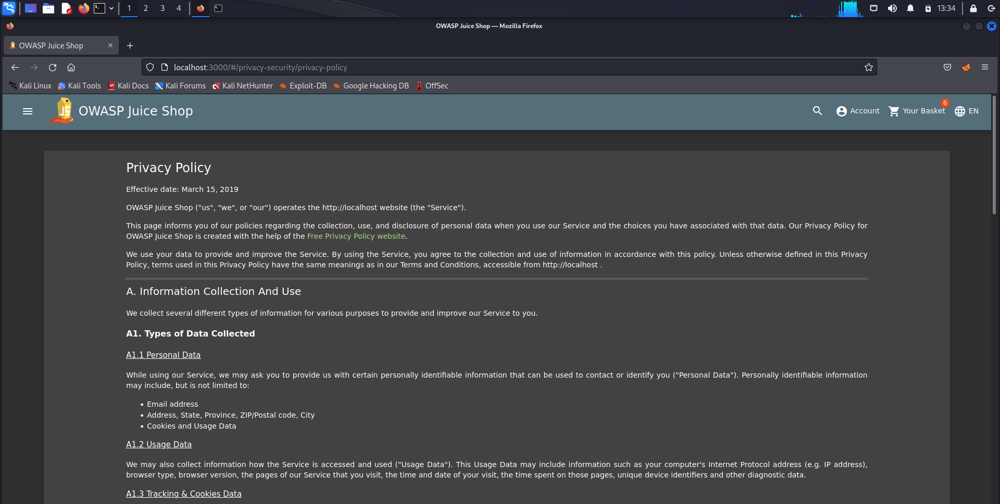 1 2 3 4 13:34
OWASP Juice Shop — Mozilla Firefox
OWASP Juice Shop
localhost:3000/#/privacy-security/privacy-policy
Kali Linux Kali Tools Kali Docs Kali Forums Kali NetHunter Exploit-DB Google Hacking DB OffSec
OWASP Juice Shop Account Your Basket 6 EN
Privacy Policy
Effective date: March 15, 2019
OWASP Juice Shop ("us", "we", or "our") operates the http://localhost website (the "Service").
This page informs you of our policies regarding the collection, use, and disclosure of personal data when you use our Service and the choices you have associated with that data. Our Privacy Policy for
OWASP Juice Shop is created with the help of the Free Privacy Policy website.
We use your data to provide and improve the Service. By using the Service, you agree to the collection and use of information in accordance with this policy. Unless otherwise defined in this Privacy
Policy, terms used in this Privacy Policy have the same meanings as in our Terms and Conditions, accessible from http://localhost .
A. Information Collection And Use
We collect several different types of information for various purposes to provide and improve our Service to you.
A1. Types of Data Collected
A1.1 Personal Data
While using our Service, we may ask you to provide us with certain personally identifiable information that can be used to contact or identify you ("Personal Data"). Personally identifiable information
may include, but is not limited to:
• Email address
• Address, State, Province, ZIP/Postal code, City
• Cookies and Usage Data
A1.2 Usage Data
We may also collect information how the Service is accessed and used ("Usage Data"). This Usage Data may include information such as your computer's Internet Protocol address (e.g. IP address),
browser type, browser version, the pages of our Service that you visit, the time and date of your visit, the time spent on those pages, unique device identifiers and other diagnostic data.
A1.3 Tracking & Cookies Data